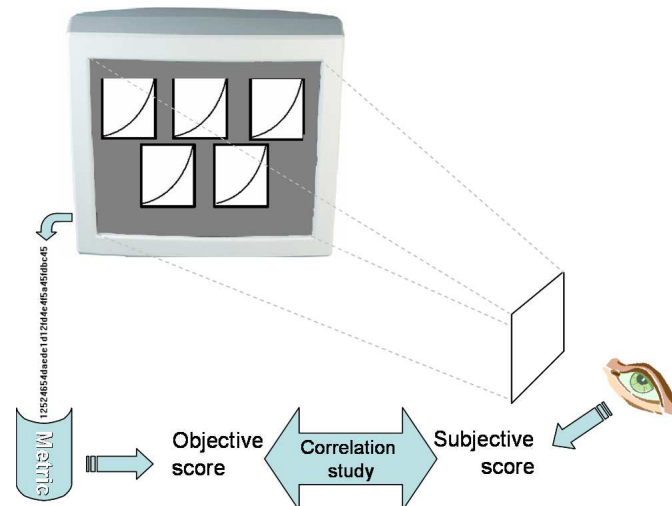 12524654daede1d12fd4e4f5a45fdbc45
Metric
Objective
score
Correlation
study
Subjective
score